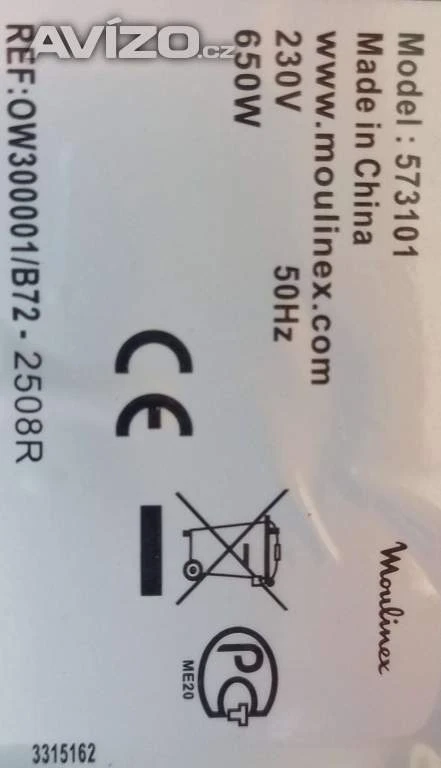 AVÍZO.cz
Model : 573101
Made in China
www.moulinex.com
230V 50Hz
650W
REF:OW300001/B72 - 2508R
Moulinex
РСТ
ME20
3315162